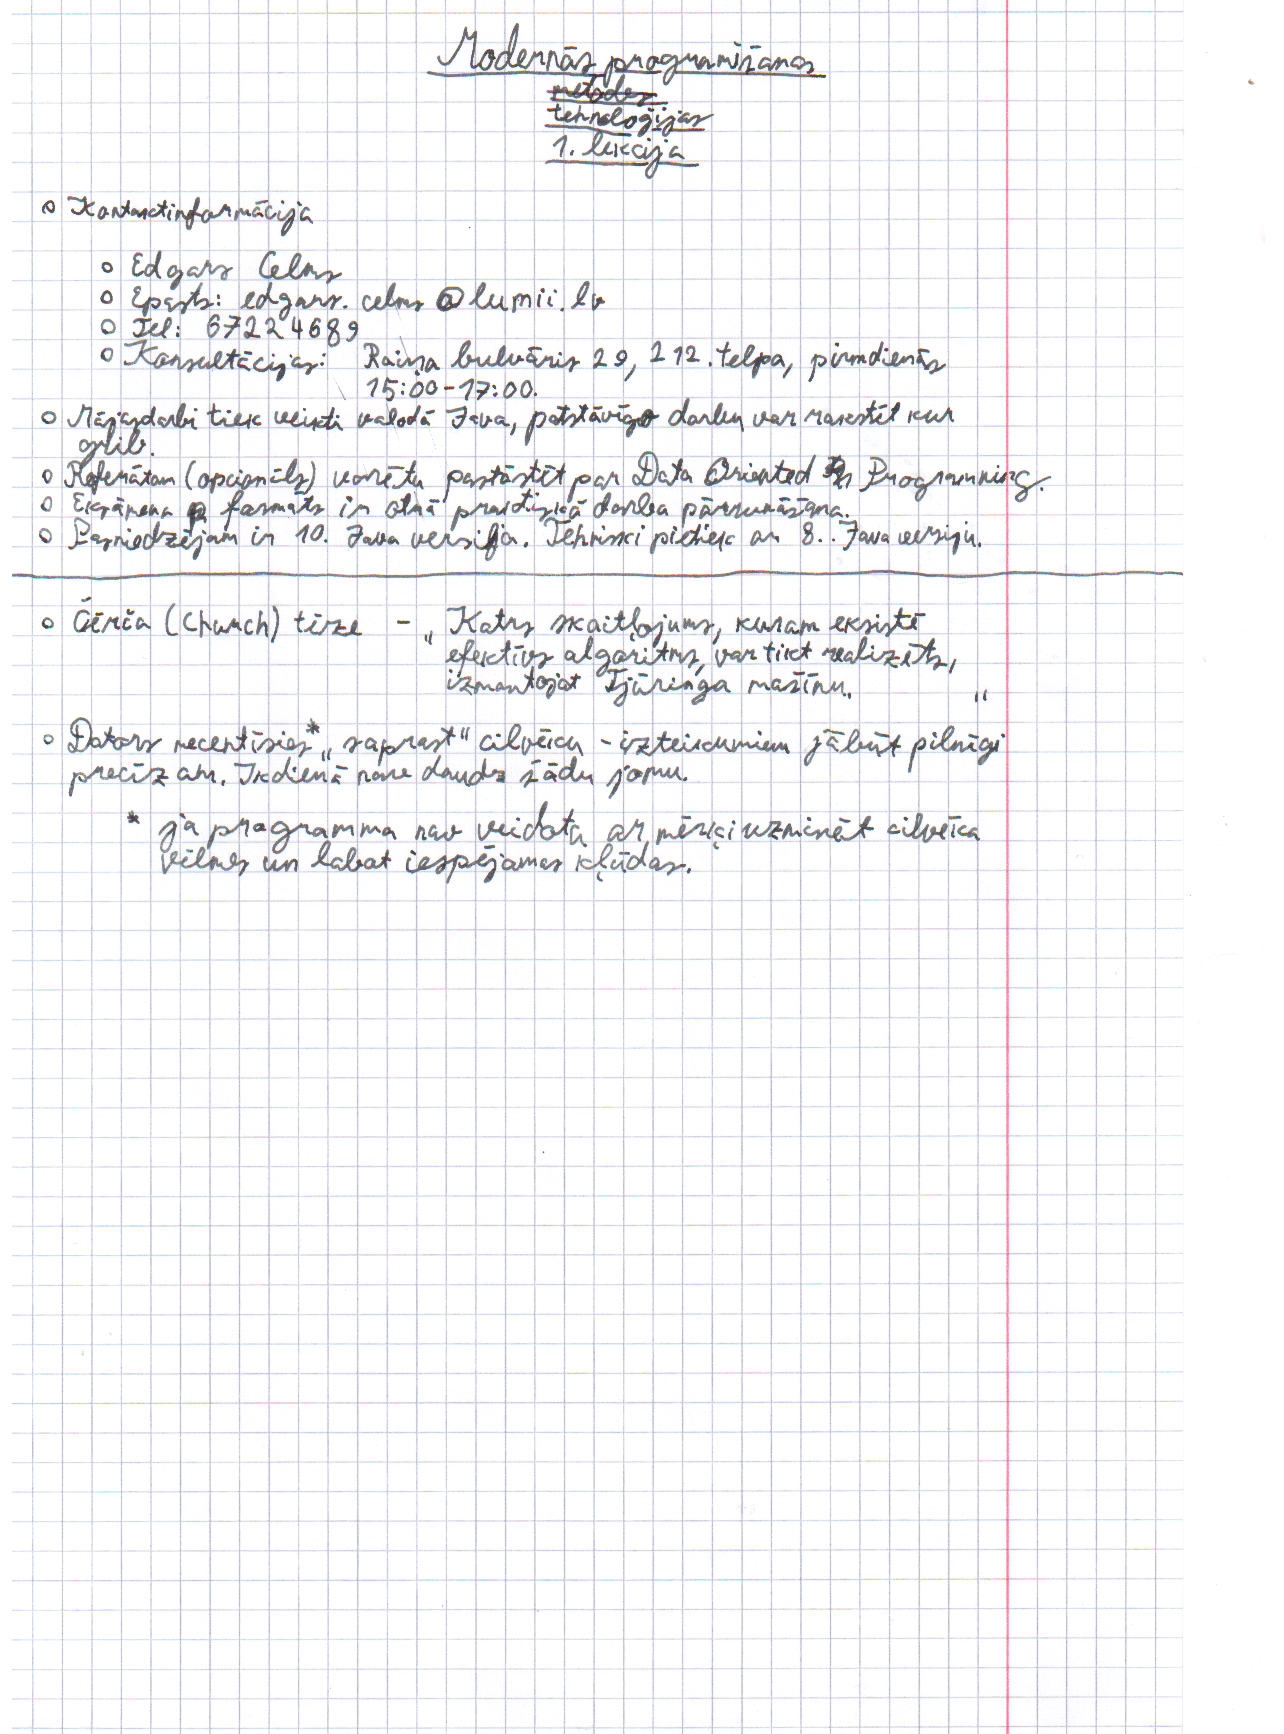 Modernās programmēšanas
metodes
tehnoloģijas
1. lekcija
Kontaktinformācija
Edgars Celms
Epasts: edgars.celms@lumii.lv
Tel: 67224689
Konsultācijas: Raiņa bulvāris 29, 212. telpa, pirmdienās
15:00-17:00.
Mājasdarbi tiek veikti valodā Java, patstāvīgo darbu var rakstīt kur
grib.
Referātam (opcionāls) varētu pastāstīt par Data Oriented Programming.
Eksāmena formāts ir otrā praktiskā darba pārrunāšana.
Pasniedzējam ir 10. Java versija. Tehniski pietiek ar 8.. Java versiju.
Čērča (Church) tēze - „Katrs skaitļojums, kuram eksistē
efektīvs algoritms, var tikt realizēts,
izmantojot Tjūringa mašīnu. “
Dators necentīsies* „saprast“ cilvēku - izteikumiem jābūt pilnīgi
precīzam. Ikdienā nav daudz šādu jomu.
* ja programma nav veidota ar mērķi uzminēt cilvēka
vēlmes un labot iespējamas kļūdas.